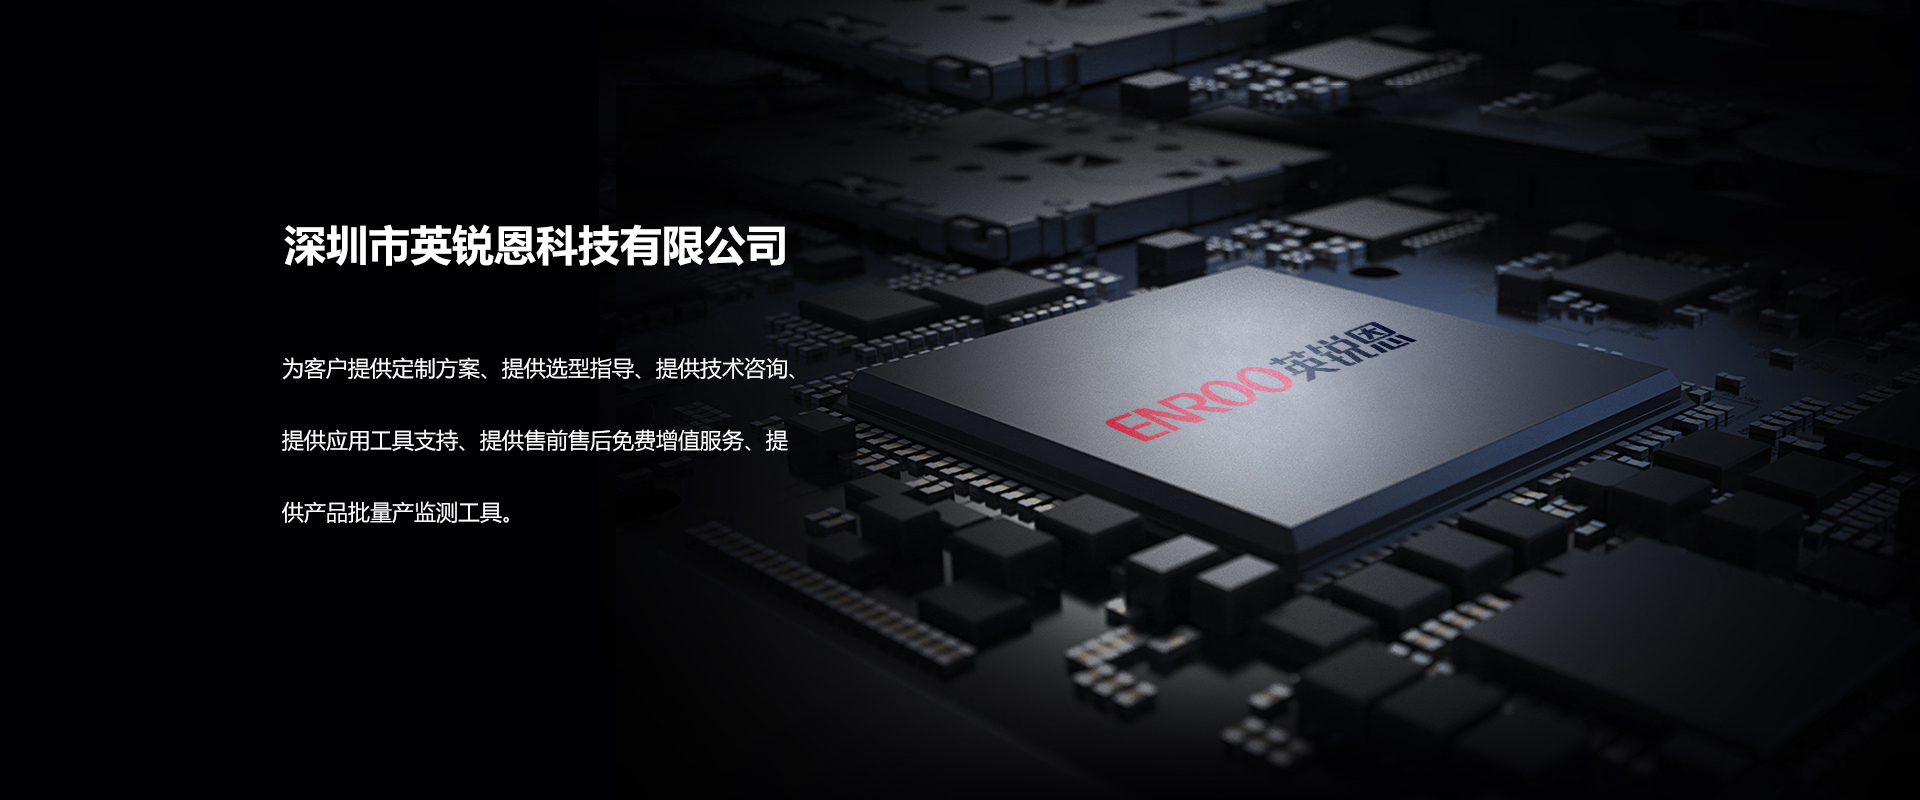 深圳市英锐恩科技有限公司
为客户提供定制方案、提供选型指导、提供技术咨询、
提供应用工具支持、提供售前售后免费增值服务、提
供产品批量产监测工具。
ENROO英锐恩